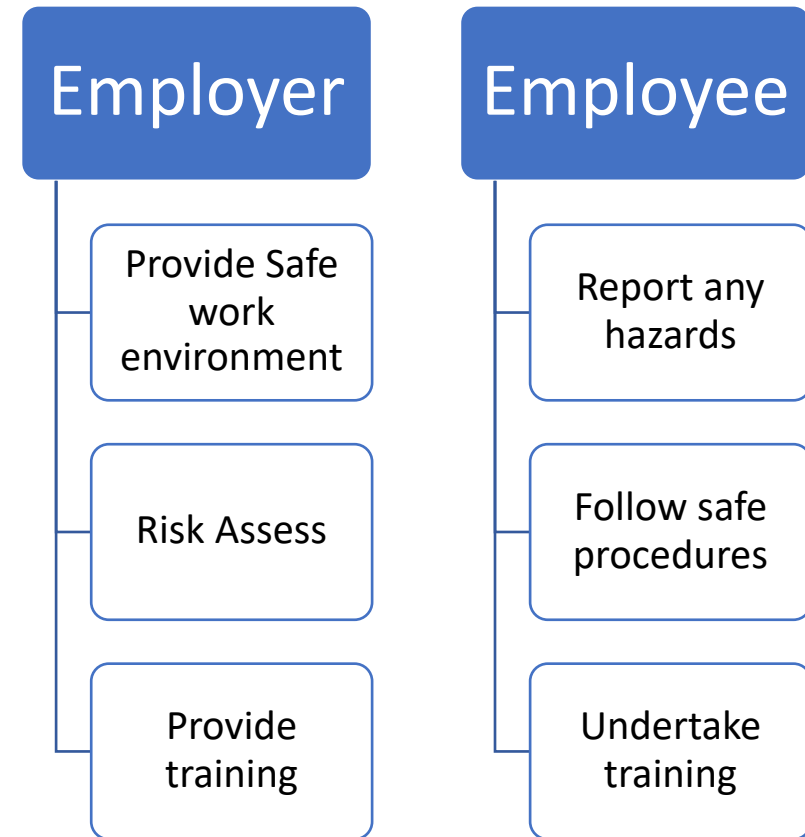 Employer
Provide Safe
work
environment
Risk Assess
Provide
training
Employee
Report any
hazards
Follow safe
procedures
Undertake
training